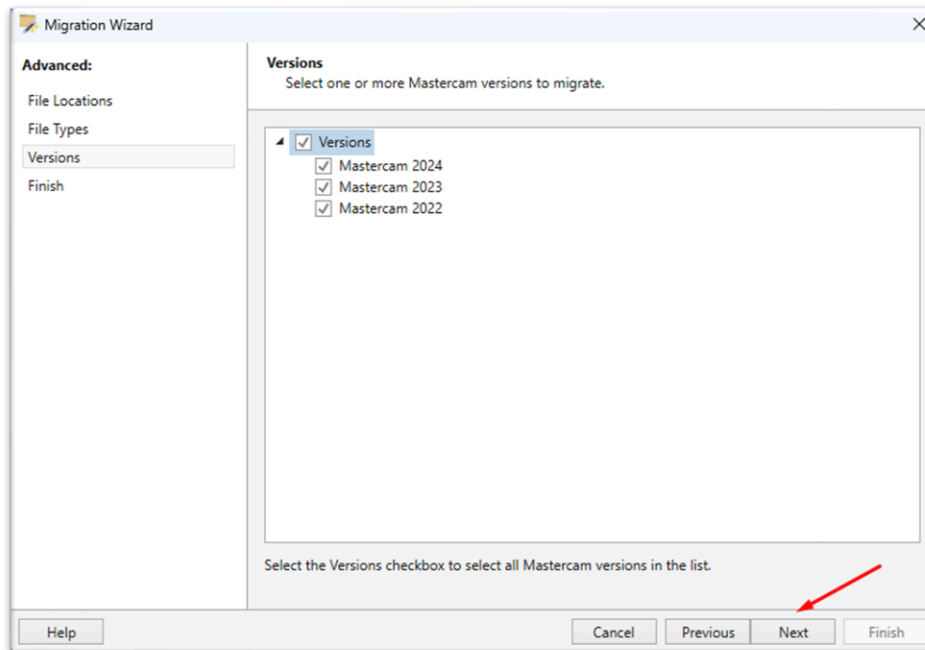 Migration Wizard
Advanced:
File Locations
File Types
Versions
Finish
Versions
Select one or more Mastercam versions to migrate.
Versions
Mastercam 2024
Mastercam 2023
Mastercam 2022
Select the Versions checkbox to select all Mastercam versions in the list.
Help
Cancel
Previous
Next
Finish